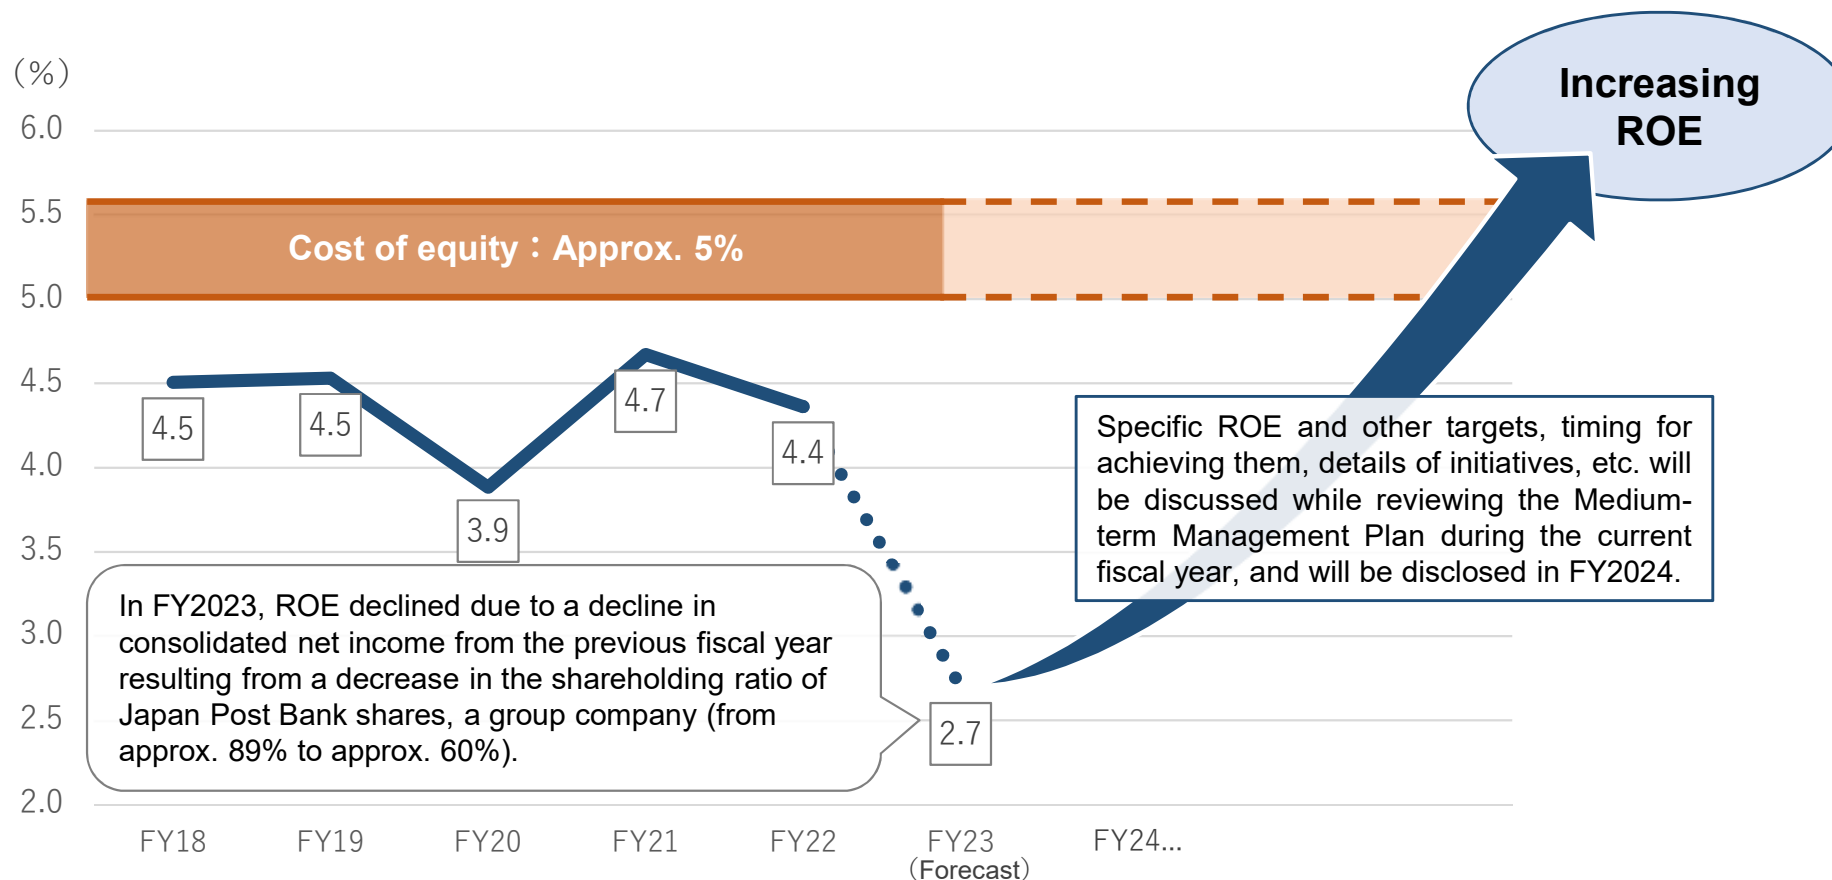 (%)
Increasing
ROE
6.0
5.5
Cost of equity：Approx. 5%
5.0
4.5
4.5
4.5
4.7
4.4
3.9
4.0
Specific ROE and other targets, timing for
achieving them, details of initiatives, etc. will
be discussed while reviewing the Medium-
term Management Plan during the current
fiscal year, and will be disclosed in FY2024.
3.5
In FY2023, ROE declined due to a decline in
consolidated net income from the previous fiscal year
resulting from a decrease in the shareholding ratio of
Japan Post Bank shares, a group company (from
approx. 89% to approx. 60%).
3.0
2.5
2.7
2.0
FY18
FY19
FY20
FY21
FY22
FY23
（Forecast）
FY24...